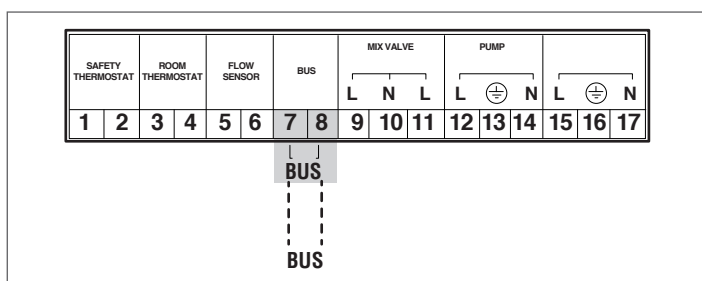 SAFETY THERMOSTAT
ROOM THERMOSTAT
FLOW SENSOR
BUS
MIX VALVE
PUMP
L N L L N L N
1 2 3 4 5 6 7 8 9 10 11 12 13 14 15 16 17
BUS
BUS